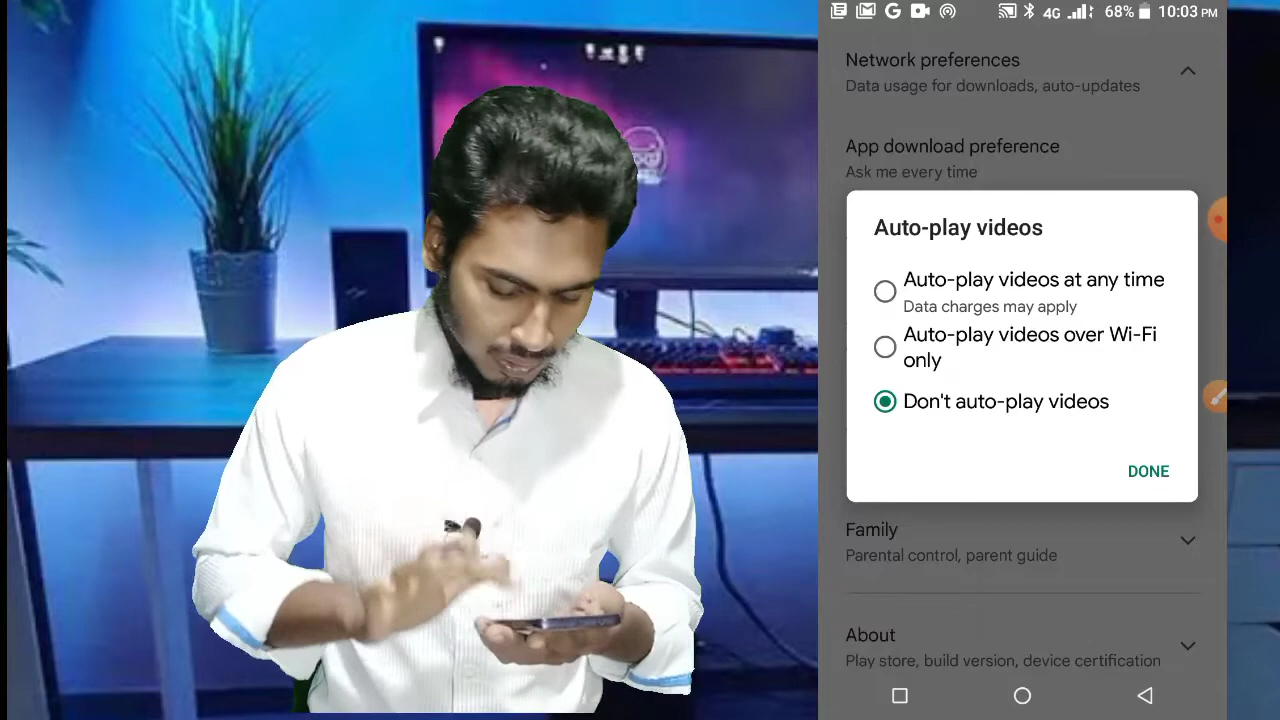 4G 68% 10:03 PM
Network preferences
Data usage for downloads, auto-updates
App download preference
Ask me every time
Auto-play videos
Auto-play videos at any time
Data charges may apply
Auto-play videos over Wi-Fi
only
Don't auto-play videos
DONE
Family
Parental control, parent guide
About
Play store, build version, device certification